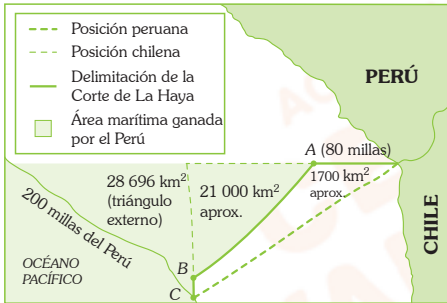 Posición peruana
Posición chilena
Delimitación de la
Corte de La Haya
Área marítima ganada
por el Perú
PERÚ
A (80 millas)
28 696 km²
(triángulo
externo)
21 000 km²
aprox.
1700 km²
aprox.
200 millas del Perú
CHILE
B
OCÉANO
PACÍFICO
C